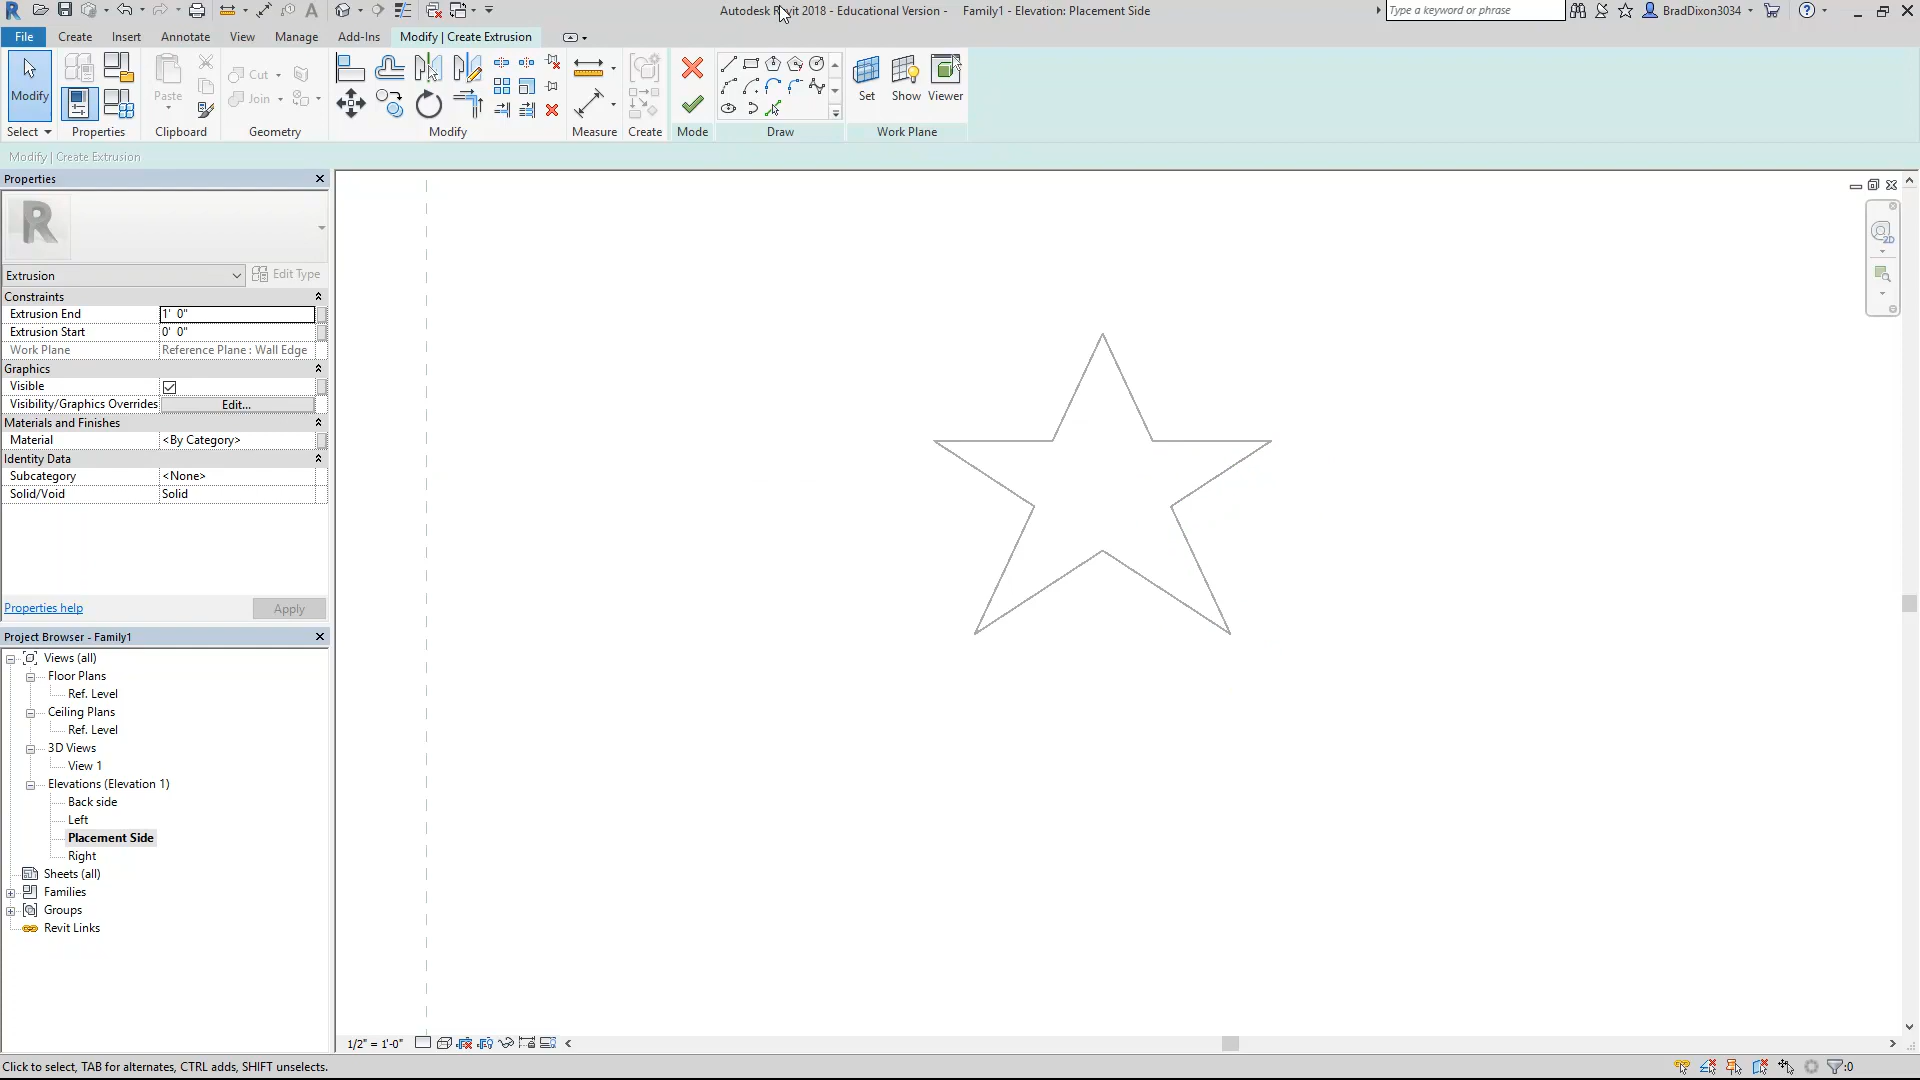 Autodesk Revit 2018 - Educational Version - Family1 - Elevation: Placement Side
Type a keyword or phrase
BradDixon3034
File Create Insert Annotate View Manage Add-Ins Modify | Create Extrusion
Modify Paste Cut Join Set Show Viewer
Select Properties Clipboard Geometry Modify Measure Create Mode Draw Work Plane
Modify | Create Extrusion
Properties
R
Extrusion Edit Type
Constraints
Extrusion End 1' 0"
Extrusion Start 0' 0"
Work Plane Reference Plane : Wall Edge
Graphics
Visible
Visibility/Graphics Overrides Edit...
Materials and Finishes
Material <By Category>
Identity Data
Subcategory <None>
Solid/Void Solid
Properties help Apply
Project Browser - Family1
Views (all)
Floor Plans
Ref. Level
Ceiling Plans
Ref. Level
3D Views
View 1
Elevations (Elevation 1)
Back side
Left
Placement Side
Right
Sheets (all)
Families
Groups
Revit Links
2D
1/2" = 1'-0"
Click to select, TAB for alternates, CTRL adds, SHIFT unselects.
:0